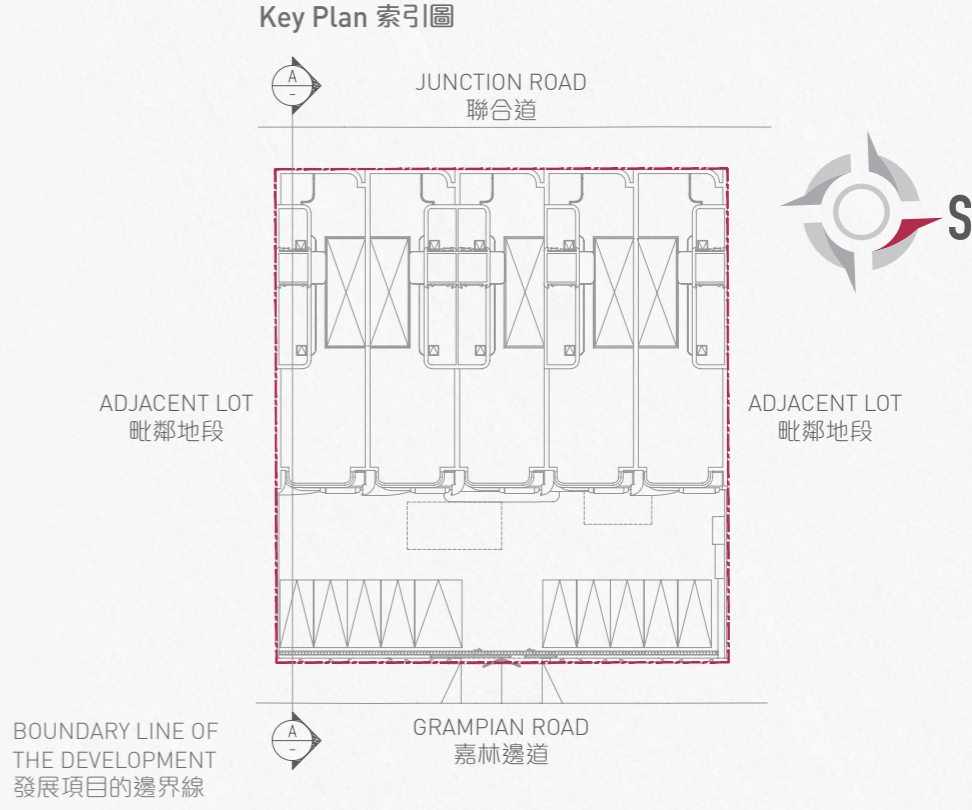 Key Plan 索引圖
A
-
JUNCTION ROAD
聯合道
S
ADJACENT LOT
毗鄰地段
ADJACENT LOT
毗鄰地段
BOUNDARY LINE OF
THE DEVELOPMENT
發展項目的邊界線
A
-
GRAMPIAN ROAD
嘉林邊道